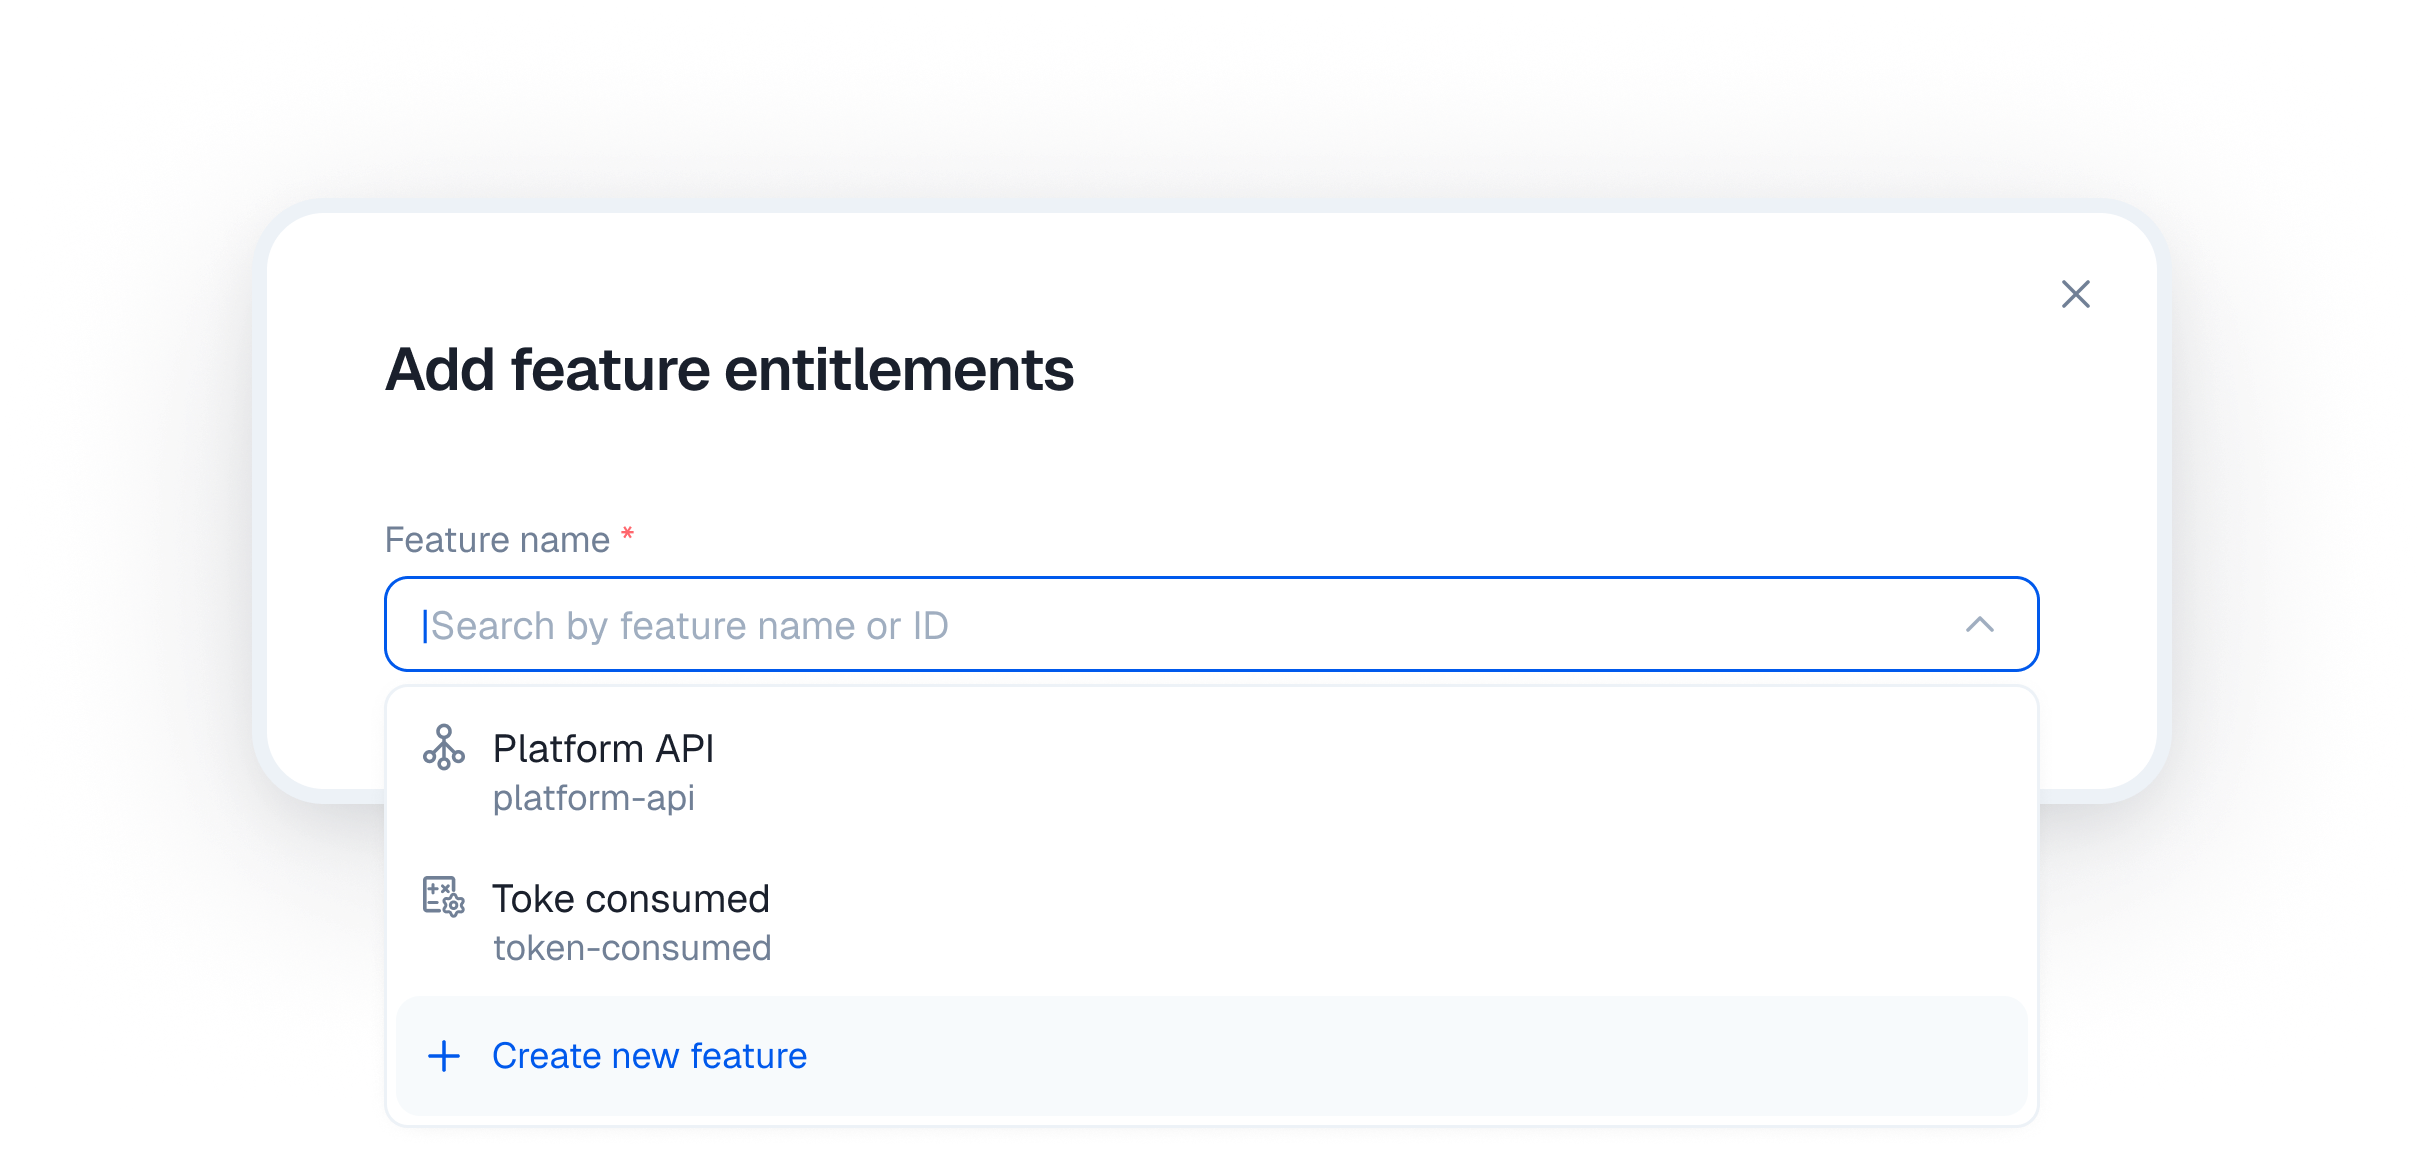 Add feature entitlements
Feature name *
Search by feature name or ID
Platform API
platform-api
Toke consumed
token-consumed
Create new feature